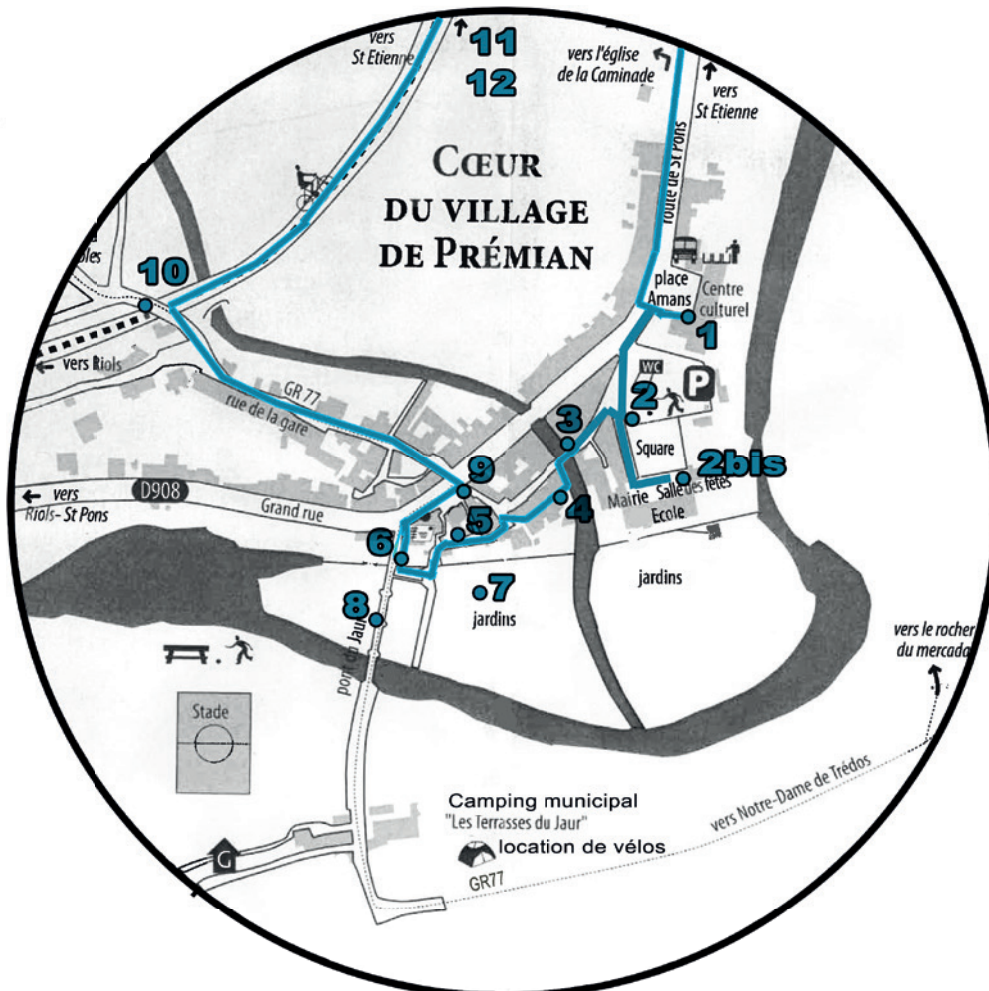 vers
St Etienne
11
12
vers l'église
de la Caminade
vers
St Etienne
CŒUR
DU VILLAGE
DE PRÉMIAN
route de St Pons
place
Amans
Centre
culturel
1
10
vers Riols
GR 77
rue de la gare
WC
P
2
3
Square
2bis
Mairie
Salle des fêtes
Ecole
9
4
5
D908
vers
Riols- St Pons
Grand rue
6
7
jardins
jardins
8
pont du Jaur
vers le rocher
du mercadal
Stade
Camping municipal
"Les Terrasses du Jaur"
location de vélos
GR77
vers Notre-Dame de Trédos
G